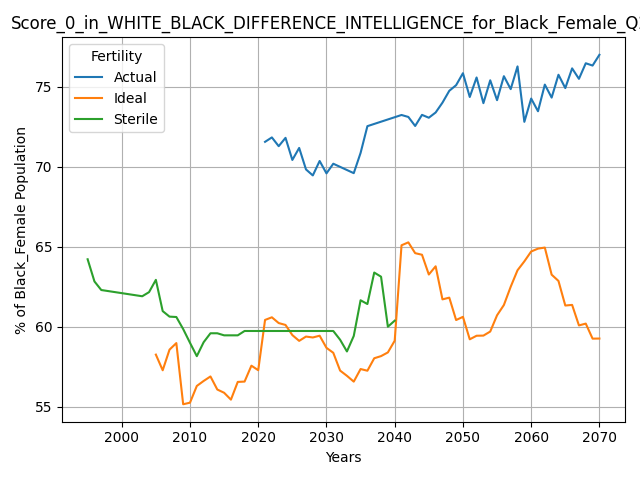 Score_0_in_WHITE_BLACK_DIFFERENCE_INTELLIGENCE_for_Black_Female_Q
Fertility
Actual
Ideal
Sterile
% of Black_Female Population
75
70
65
60
55
2000 2010 2020 2030 2040 2050 2060 2070
Years